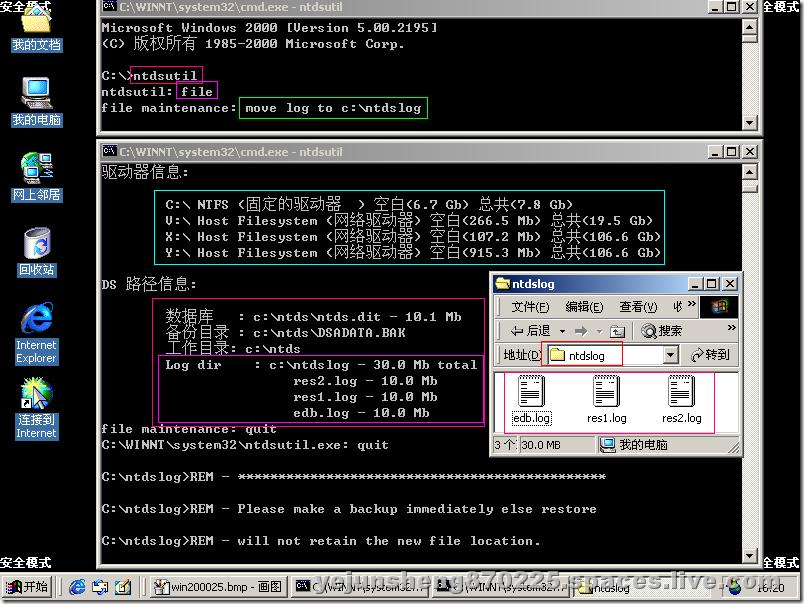 安全模式
安全模式
我的文档
我的电脑
网上邻居
回收站
Internet
Explorer
连接到
Internet
C:\WINNT\system32\cmd.exe - ntdsutil
Microsoft Windows 2000 [Version 5.00.2195]
(C) 版权所有 1985-2000 Microsoft Corp.
C:\>ntdsutil
ntdsutil: file
file maintenance: move log to c:\ntdslog
C:\WINNT\system32\cmd.exe - ntdsutil
驱动器信息:
C:\ NTFS (固定的驱动器 ) 空白(6.7 Gb) 总共(7.8 Gb)
V:\ Host Filesystem (网络驱动器) 空白(266.5 Mb) 总共(19.5 Gb)
X:\ Host Filesystem (网络驱动器) 空白(107.2 Mb) 总共(106.6 Gb)
Y:\ Host Filesystem (网络驱动器) 空白(915.3 Mb) 总共(106.6 Gb)
DS 路径信息:
数据库 : c:\ntds\ntds.dit - 10.1 Mb
备份目录 : c:\ntds\DSADATA.BAK
工作目录: c:\ntds
Log dir : c:\ntdslog - 30.0 Mb total
res2.log - 10.0 Mb
res1.log - 10.0 Mb
edb.log - 10.0 Mb
file maintenance: quit
C:\WINNT\system32\ntdsutil.exe: quit
C:\ntdslog>REM - **********************************************
C:\ntdslog>REM - Please make a backup immediately else restore
C:\ntdslog>REM - will not retain the new file location.
ntdslog
文件(F) 编辑(E) 查看(V) 收 »
后退 搜索 »
地址(D) ntdslog 转到
edb.log res1.log res2.log
3 个 30.0 MB 我的电脑
安全模式
安全模式
开始 win200025.bmp - 画图 C:\WINNT\system32... ntdslog 16:20
yejunsheng870225.spaces.live.com